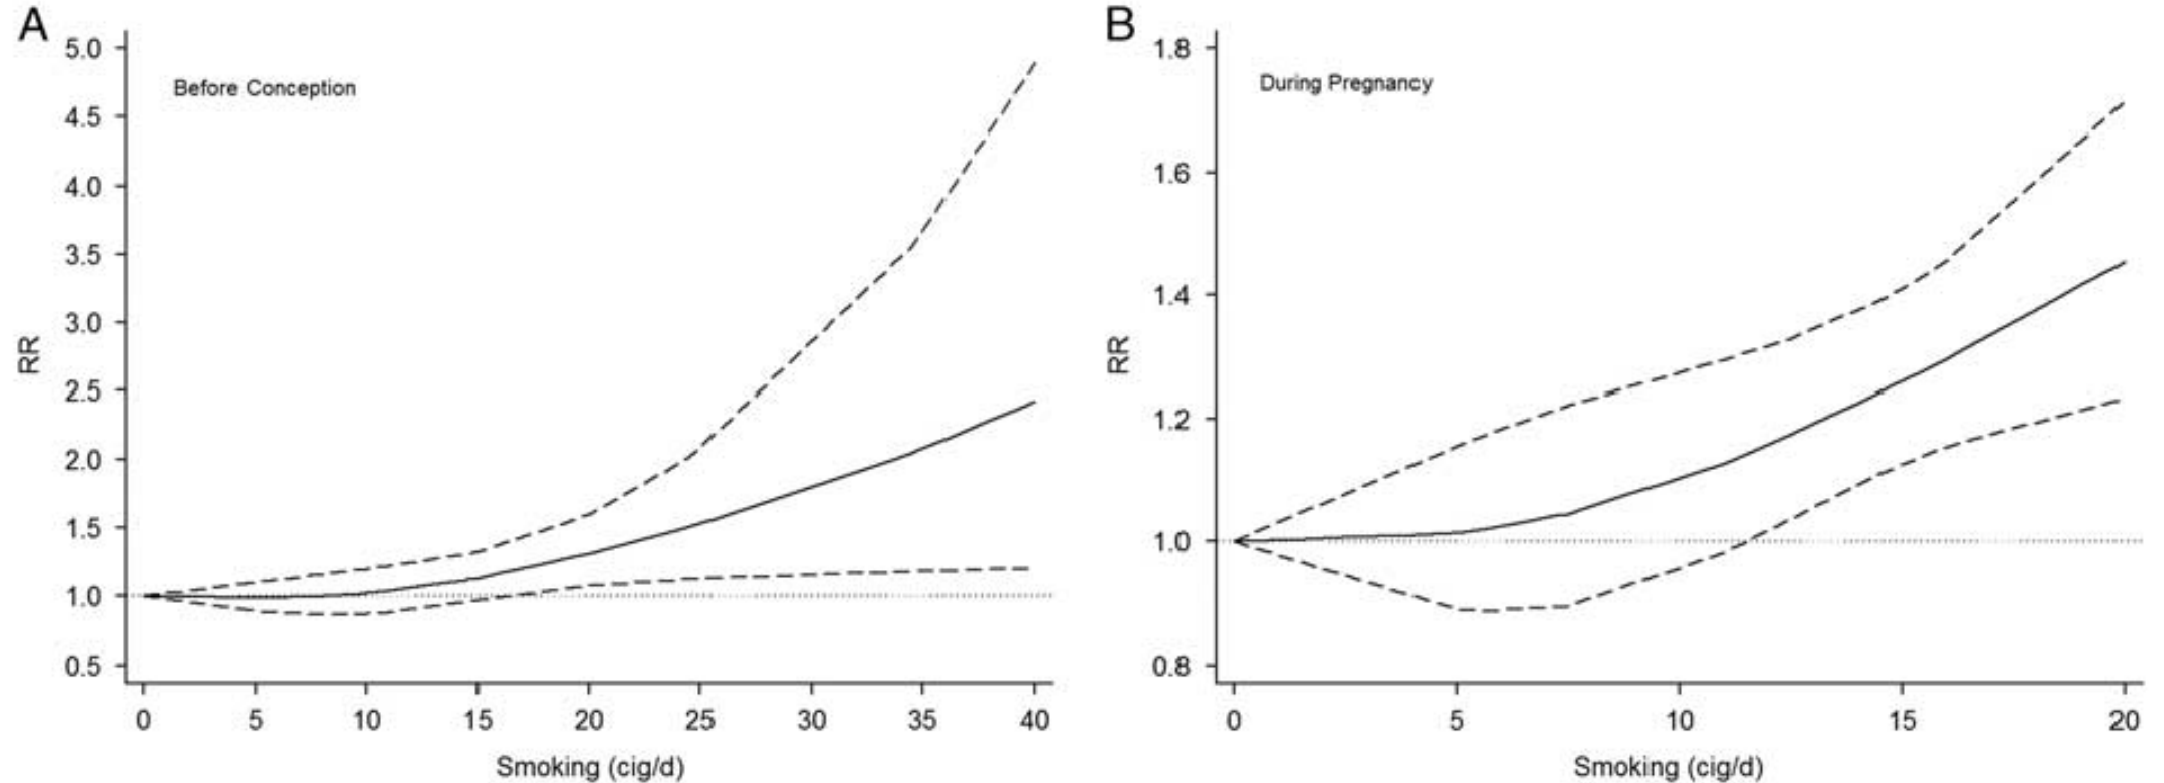 A
Before Conception
5.0
4.5
4.0
3.5
3.0
2.5
2.0
1.5
1.0
0.5
RR
0 5 10 15 20 25 30 35 40
Smoking (cig/d)
B
During Pregnancy
1.8
1.6
1.4
1.2
1.0
0.8
RR
0 5 10 15 20
Smoking (cig/d)